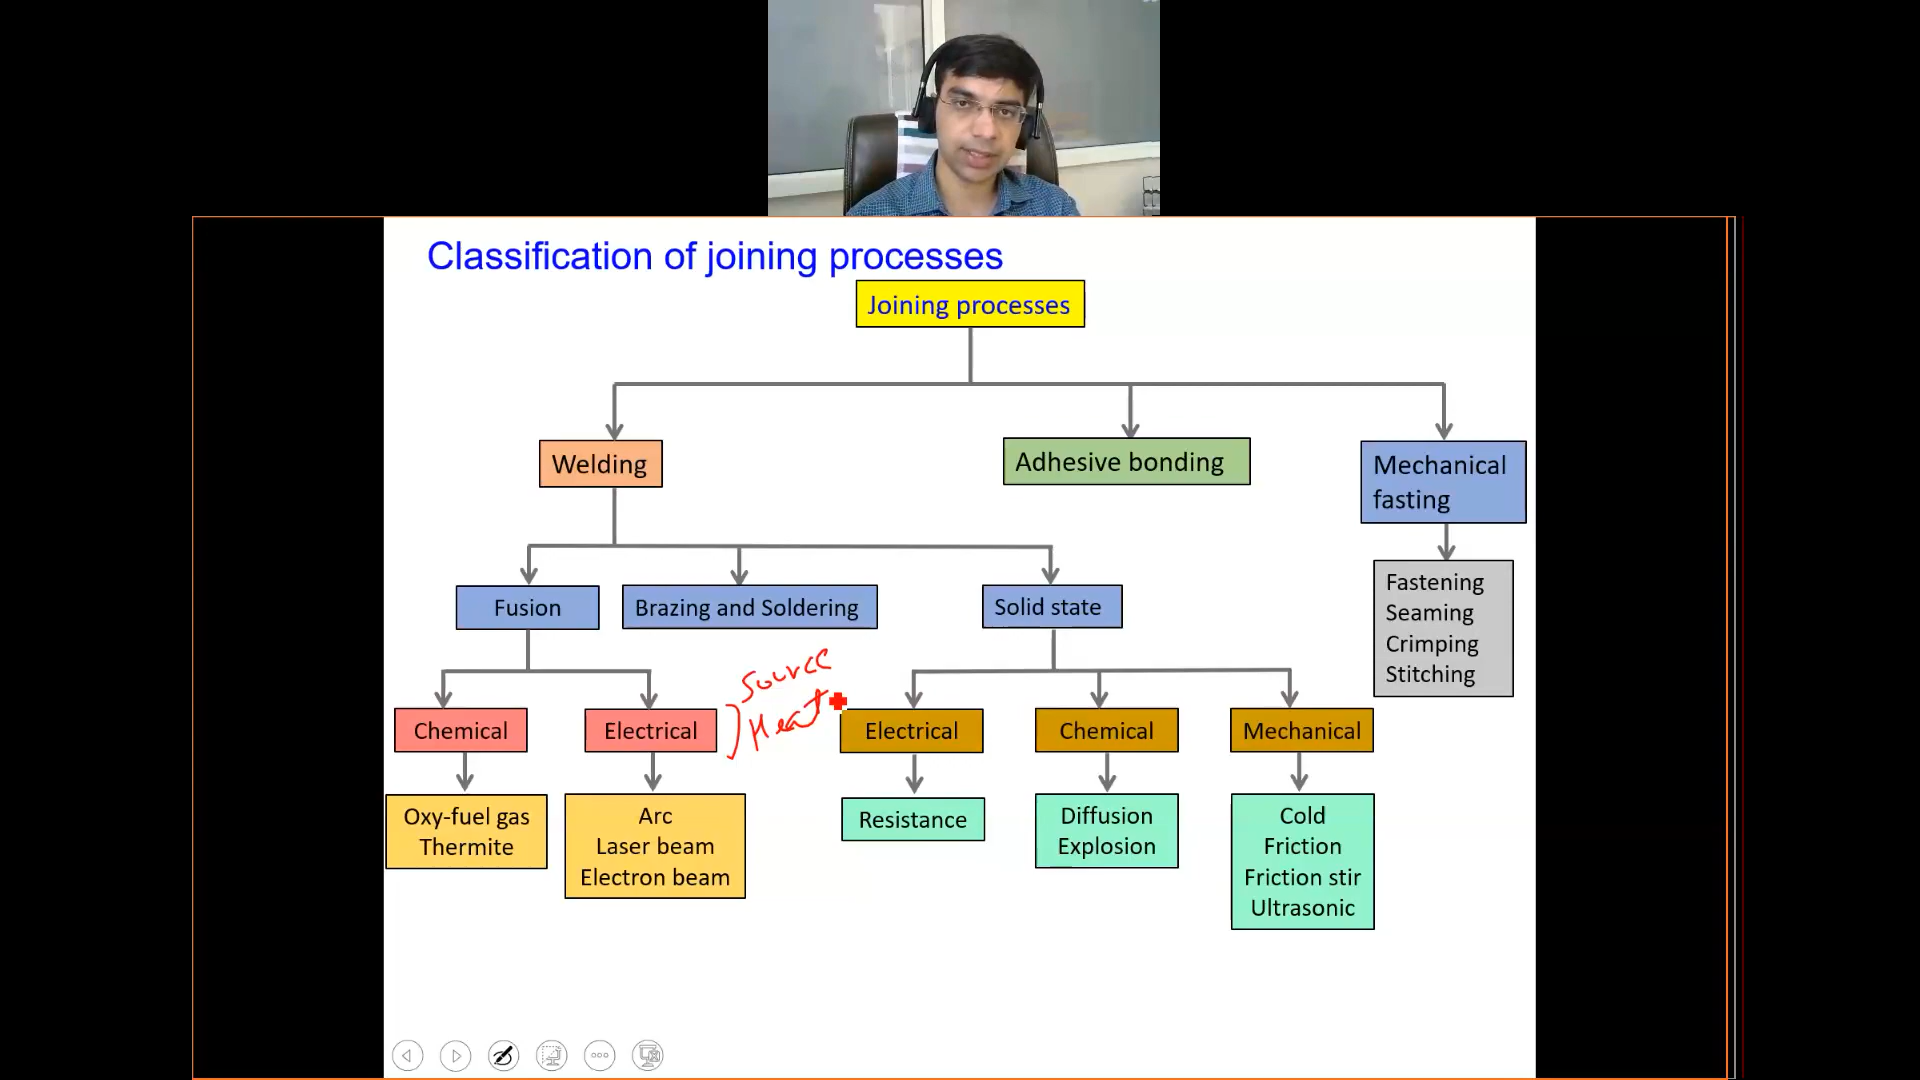 Classification of joining processes
Joining processes
Welding
Adhesive bonding
Mechanical
fasting
Fusion
Brazing and Soldering
Solid state
Fastening
Seaming
Crimping
Stitching
Source
Heat
Chemical
Electrical
Electrical
Chemical
Mechanical
Oxy-fuel gas
Thermite
Arc
Laser beam
Electron beam
Resistance
Diffusion
Explosion
Cold
Friction
Friction stir
Ultrasonic